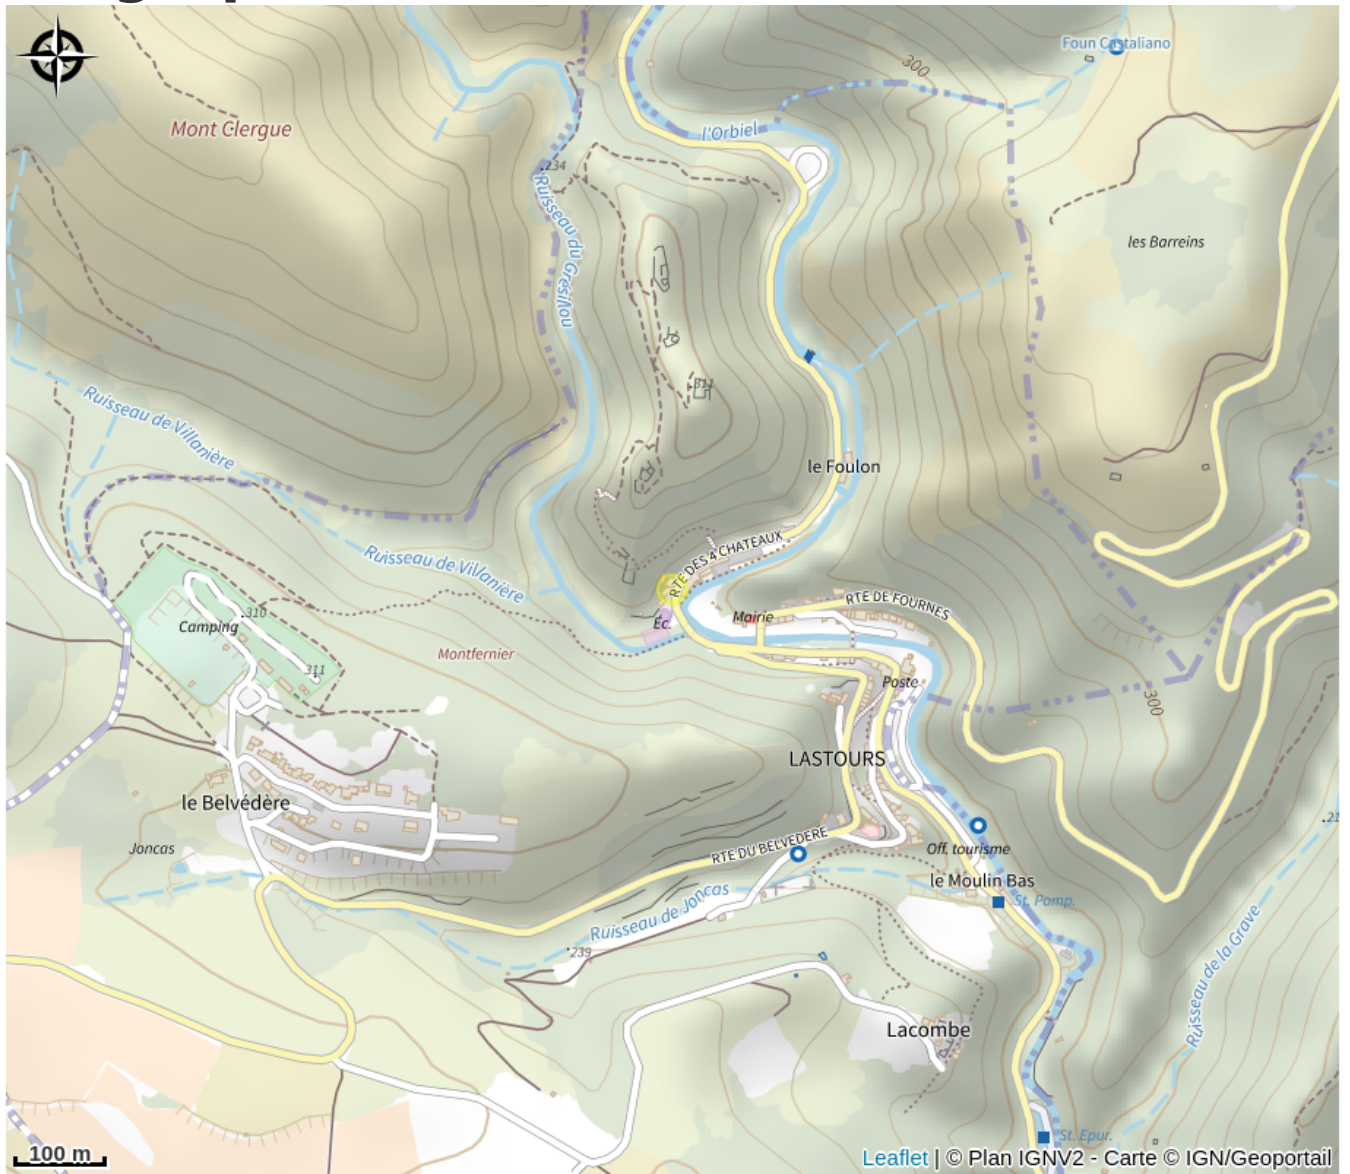 Foun Castaliano
300
Mont Clergue
l'Orbiel
.234
Ruisseau du Grésillou
les Barreins
.311
Ruisseau de Villanière
le Foulon
RTE DES 4 CHATEAUX
Ruisseau de Villanière
RTE DE FOURNES
.310
Camping
Éc.
Mairie
Montfernier
.311
Poste
300
LASTOURS
le Belvédère
Joncas
RTE DU BELVEDERE
Off. tourisme
le Moulin Bas
St. Pomp.
Ruisseau de Joncas
.239
Ruisseau de la Grave
Lacombe
St. Epur.
100 m
Leaflet | © Plan IGNV2 - Carte © IGN/Geoportail